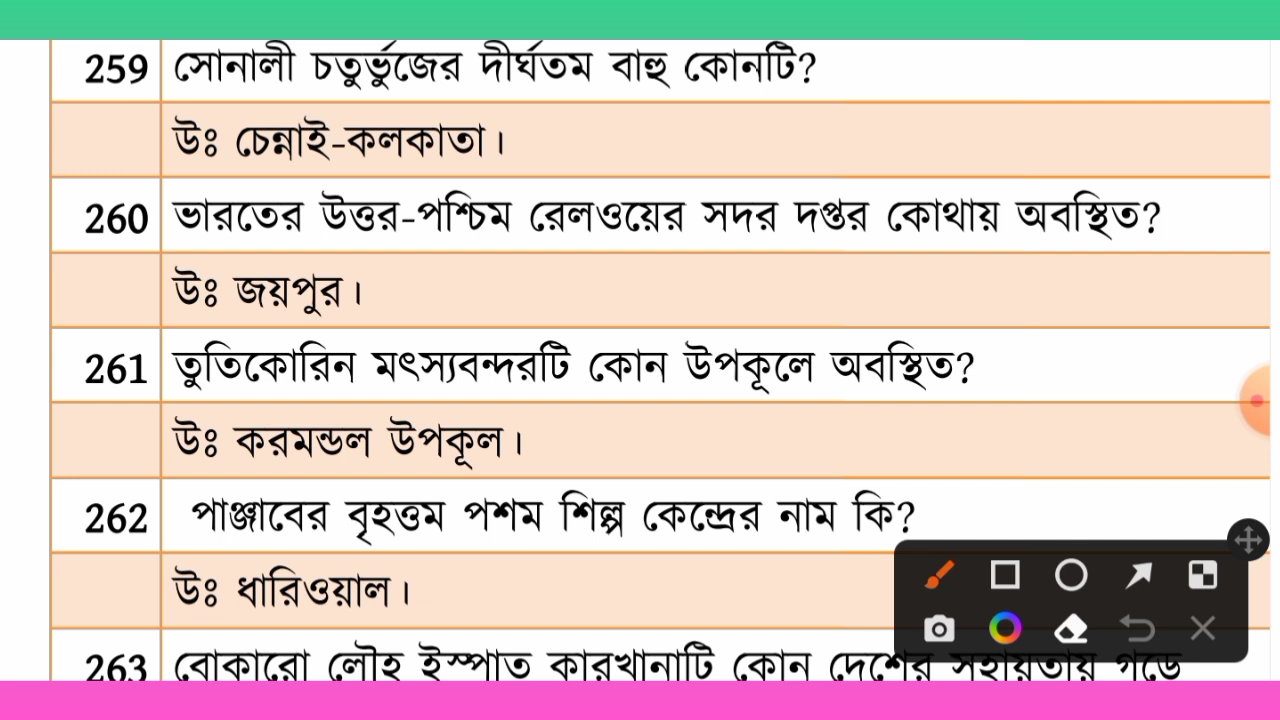 259 সোনালী চতুর্ভুজের দীর্ঘতম বাহু কোনটি?
উঃ চেন্নাই-কলকাতা।
260 ভারতের উত্তর-পশ্চিম রেলওয়ের সদর দপ্তর কোথায় অবস্থিত?
উঃ জয়পুর।
261 তুতিকোরিন মৎস্যবন্দরটি কোন উপকূলে অবস্থিত?
উঃ করমন্ডল উপকূল।
262 পাঞ্জাবের বৃহত্তম পশম শিল্প কেন্দ্রের নাম কি?
উঃ ধারিওয়াল।
263 বোকারো লৌহ ইস্পাত কারখানাটি কোন দেশের সহায়তায় গড়ে